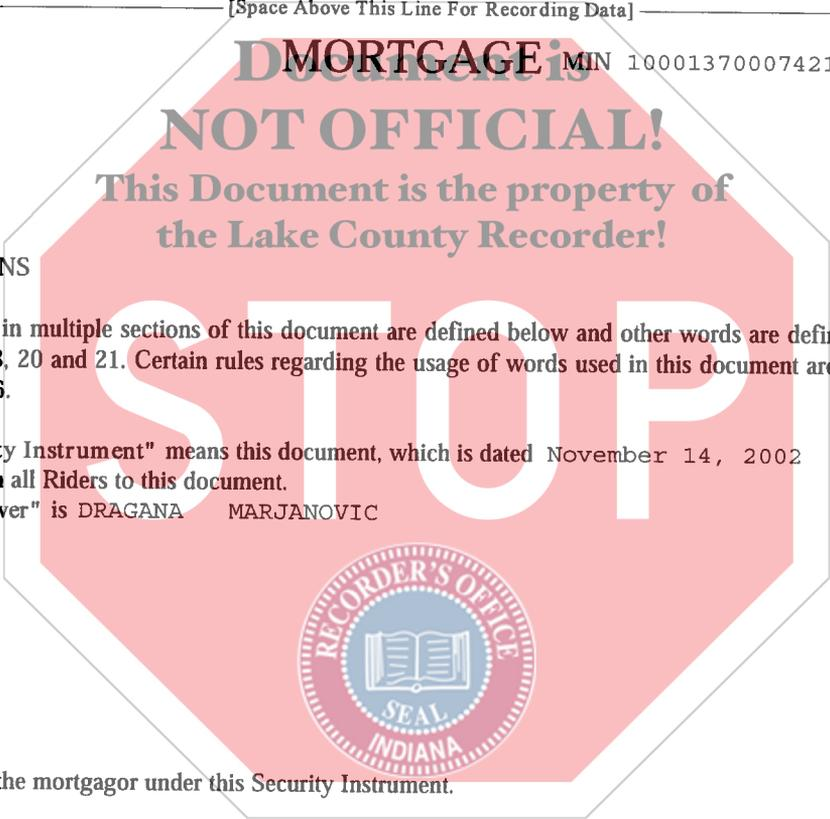 [Space Above This Line For Recording Data]
MORTGAGE MIN 10001370007421
Document is
NOT OFFICIAL!
This Document is the property of
the Lake County Recorder!
NS
in multiple sections of this document are defined below and other words are defin
, 20 and 21. Certain rules regarding the usage of words used in this document are
STOP
y Instrument" means this document, which is dated November 14, 2002
all Riders to this document.
ver" is DRAGANA MARJANOVIC
RECORDER'S OFFICE
SEAL
INDIANA
the mortgagor under this Security Instrument.